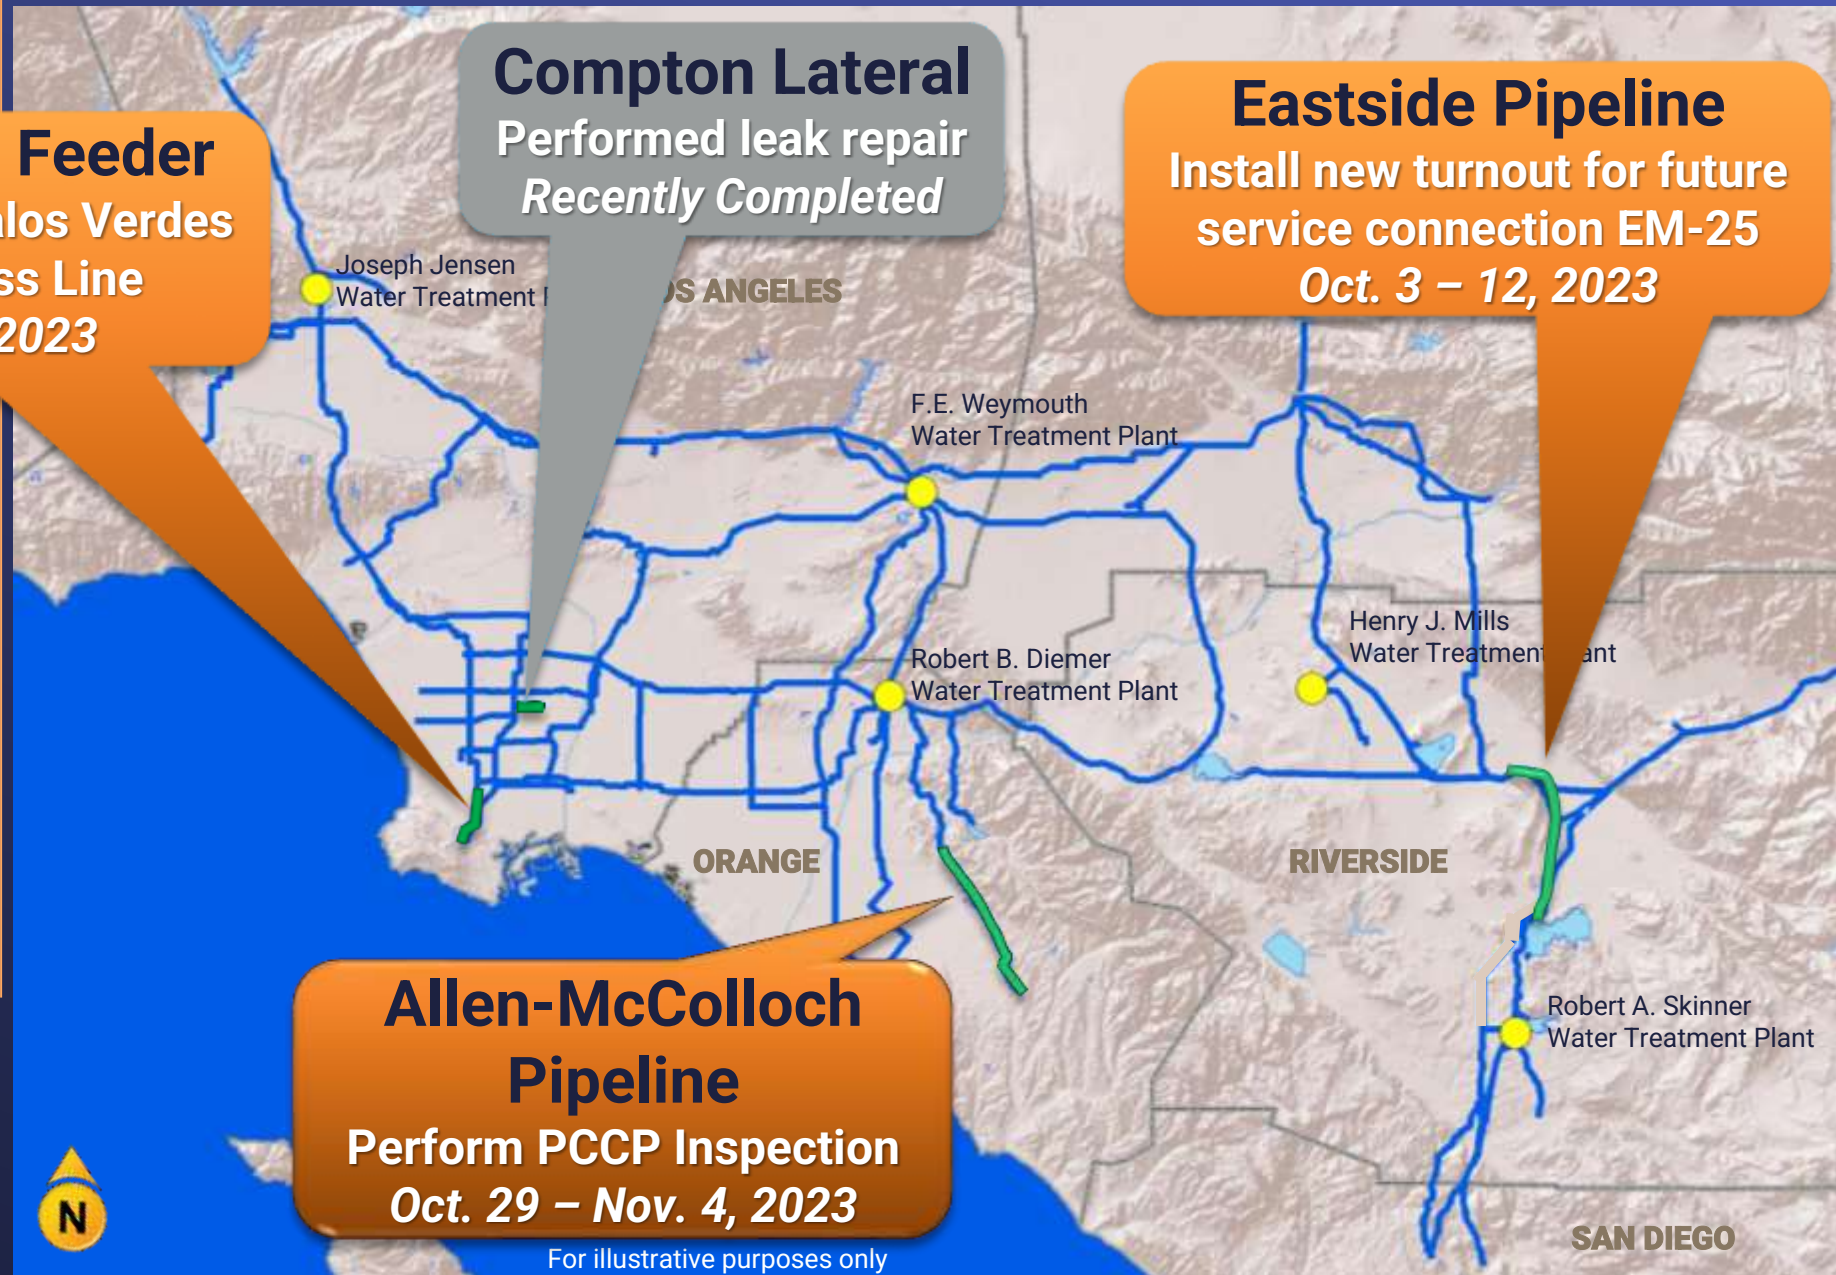 Compton Lateral
Performed leak repair
Recently Completed
Eastside Pipeline
Install new turnout for future
service connection EM-25
Oct. 3 – 12, 2023
Feeder
Verdes
Line
2023
Joseph Jensen
Water Treatment
ANGELES
F.E. Weymouth
Water Treatment Plant
Henry J. Mills
Water Treatment
Robert B. Diemer
Water Treatment Plant
ORANGE
RIVERSIDE
Allen-McColloch
Pipeline
Perform PCCP Inspection
Oct. 29 – Nov. 4, 2023
Robert A. Skinner
Water Treatment Plant
N
SAN DIEGO
For illustrative purposes only